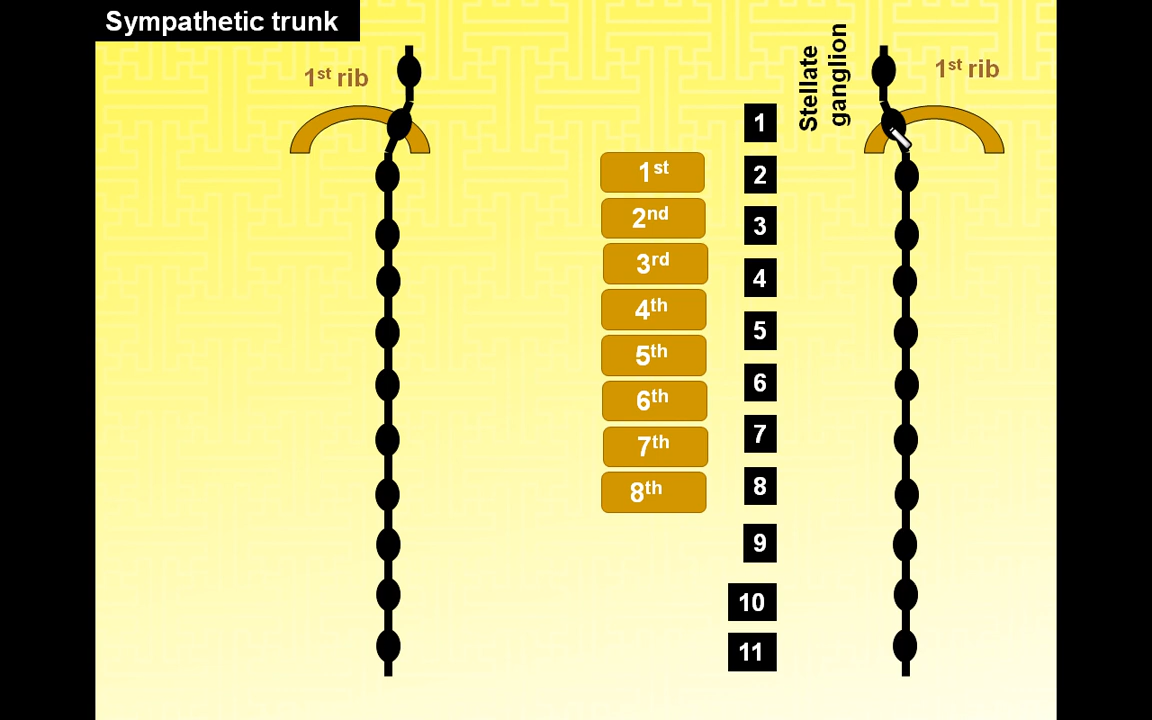 Sympathetic trunk
1st rib
Stellate
ganglion
1st rib
1
1st
2
2nd
3
3rd
4
4th
5
5th
6
6th
7
7th
8
8th
9
10
11